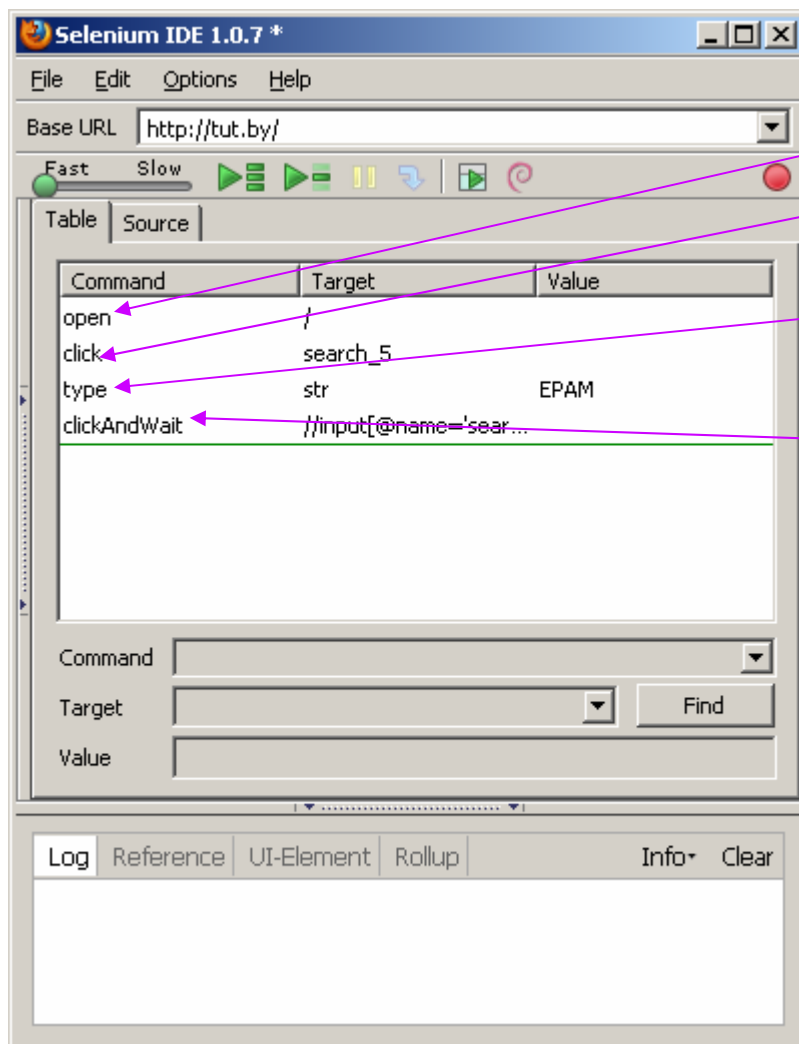 Selenium IDE 1.0.7 *
File Edit Options Help
Base URL http://tut.by/
Fast Slow
Table Source
Command Target Value
open /
click search_5
type str EPAM
clickAndWait //input[@name='sear...
Command
Target Find
Value
Log Reference UI-Element Rollup Info Clear